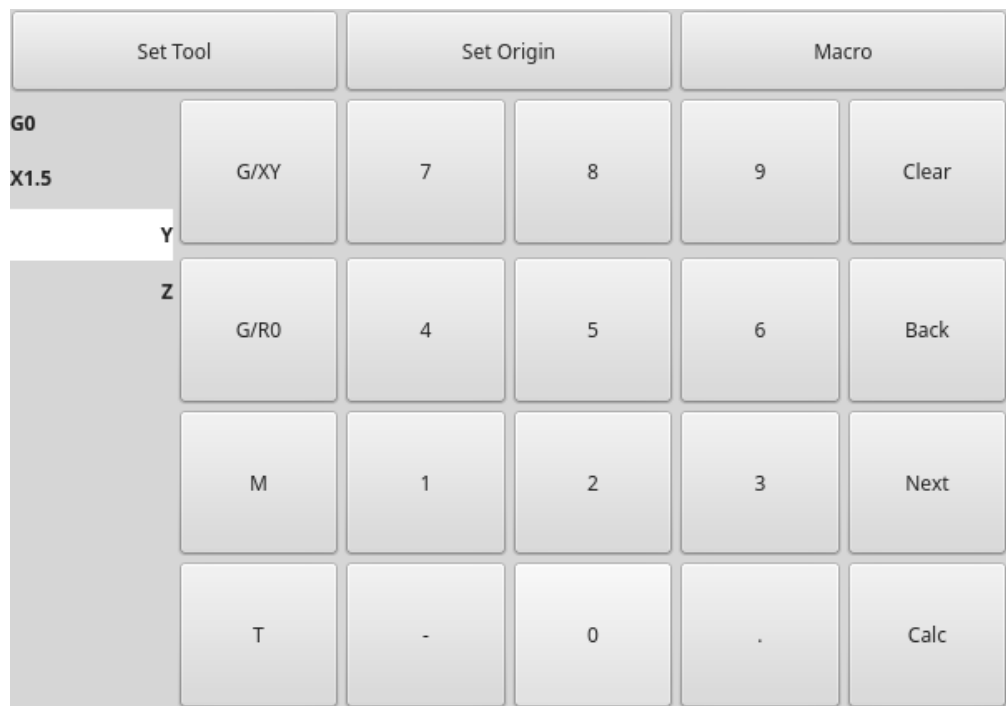 Set Tool Set Origin Macro
G0
X1.5
Y
Z
G/XY 7 8 9 Clear
G/R0 4 5 6 Back
M 1 2 3 Next
T - 0 . Calc